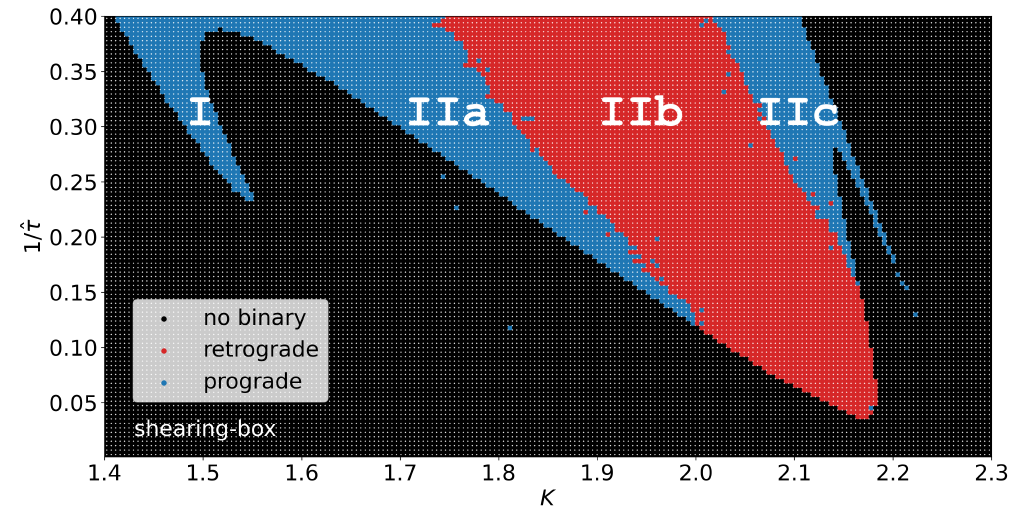 0.40
0.35
0.30
0.25
0.20
0.15
0.10
0.05
1/τ̂
I
IIa
IIb
IIc
no binary
retrograde
prograde
shearing-box
1.4 1.5 1.6 1.7 1.8 1.9 2.0 2.1 2.2 2.3
K